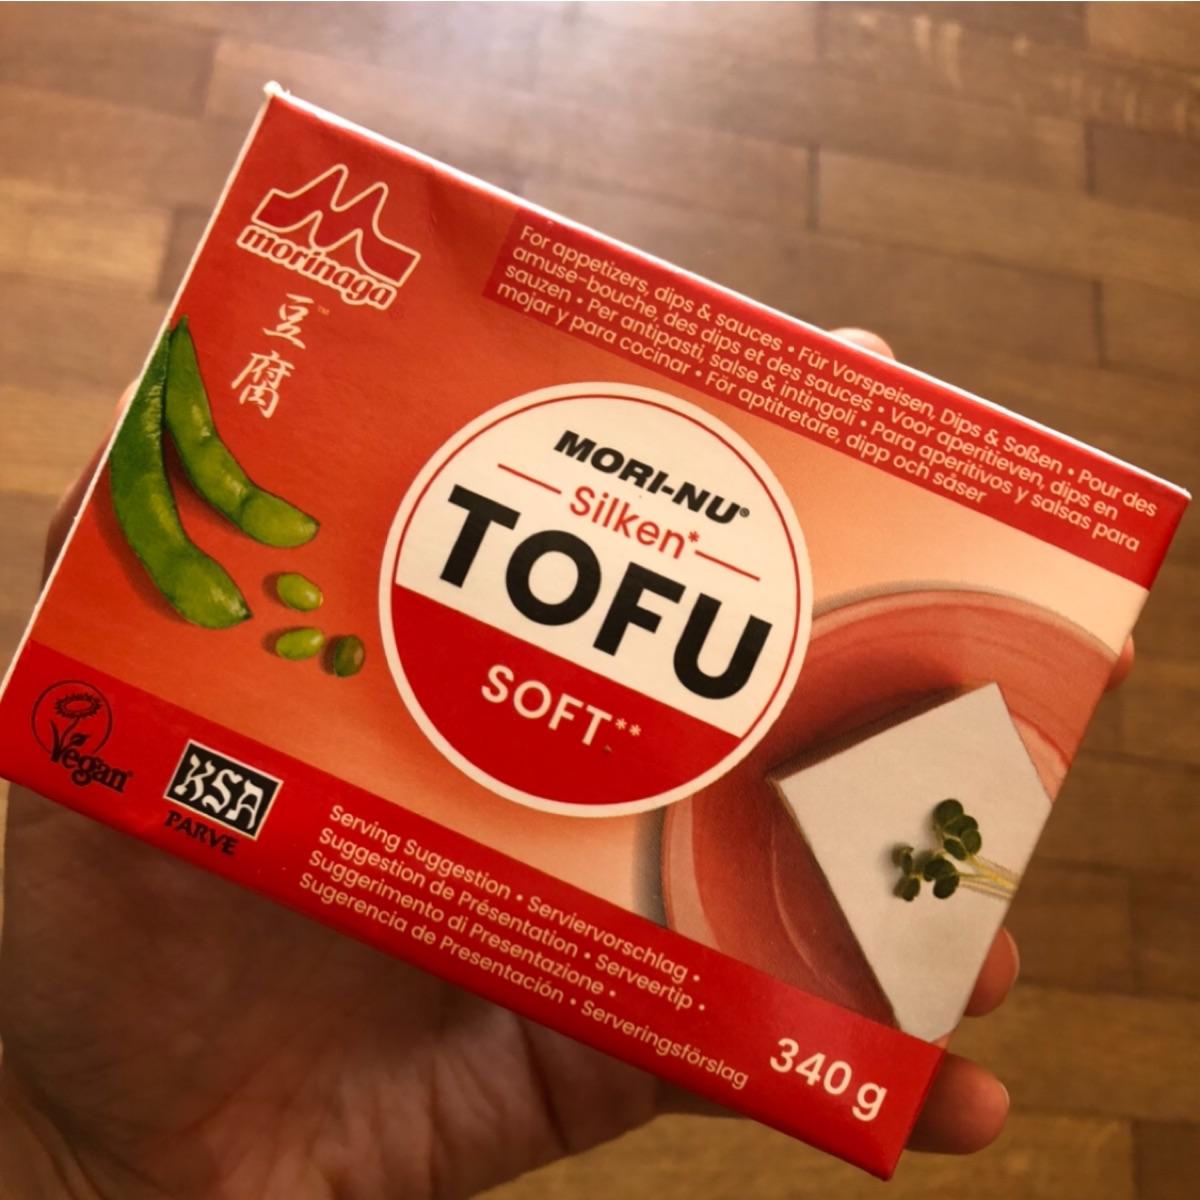 morinaga
™
豆
腐
For appetizers, dips & sauces • Für Vorspeisen, Dips & Soßen • Pour des
amuse-bouche, des dips et des sauces • Voor aperitieven, dips en
sauzen • Per antipasti, salse & intingoli • Para aperitivos y salsas para
mojar y para cocinar • För aptitretare, dipp och såser
MORI-NU®
Silken*
TOFU
SOFT**
Vegan
KSA
PARVE
Serving Suggestion • Serviervorschlag •
Suggestion de Présentation • Serveertip •
Suggerimento di Presentazione •
Sugerencia de Presentación • Serveringsförslag
340 g